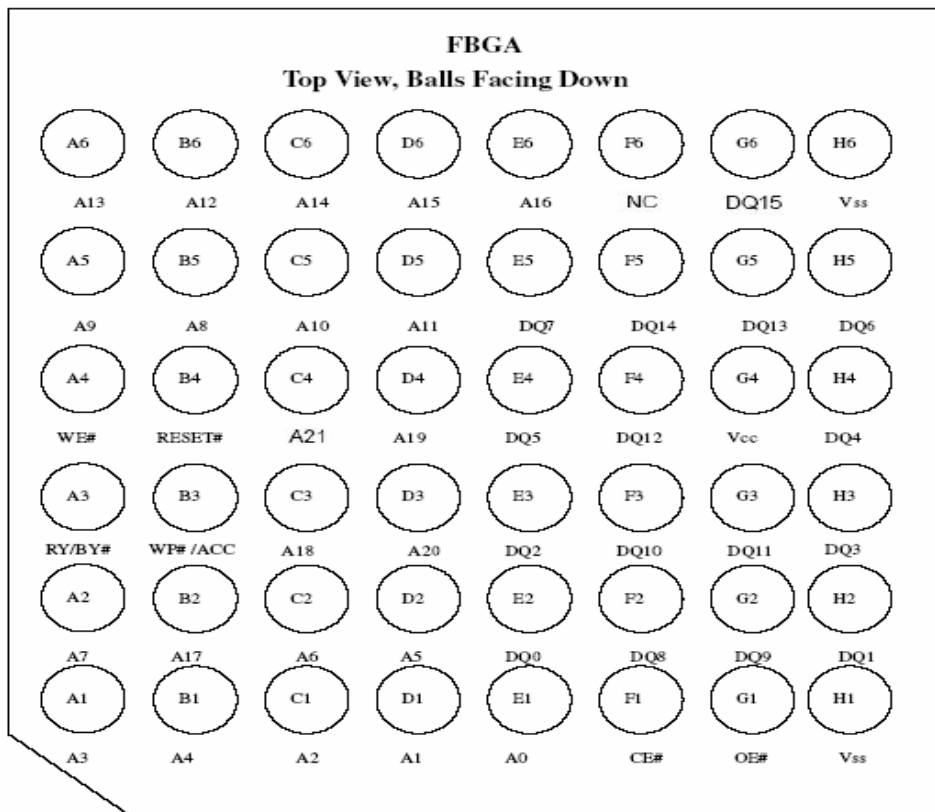 FBGA
Top View, Balls Facing Down
A6 B6 C6 D6 E6 F6 G6 H6
A13 A12 A14 A15 A16 NC DQ15 Vss
A5 B5 C5 D5 E5 F5 G5 H5
A9 A8 A10 A11 DQ7 DQ14 DQ13 DQ6
A4 B4 C4 D4 E4 F4 G4 H4
WE# RESET# A21 A19 DQ5 DQ12 Vcc DQ4
A3 B3 C3 D3 E3 F3 G3 H3
RY/BY# WP# /ACC A18 A20 DQ2 DQ10 DQ11 DQ3
A2 B2 C2 D2 E2 F2 G2 H2
A7 A17 A6 A5 DQ0 DQ8 DQ9 DQ1
A1 B1 C1 D1 E1 F1 G1 H1
A3 A4 A2 A1 A0 CE# OE# Vss